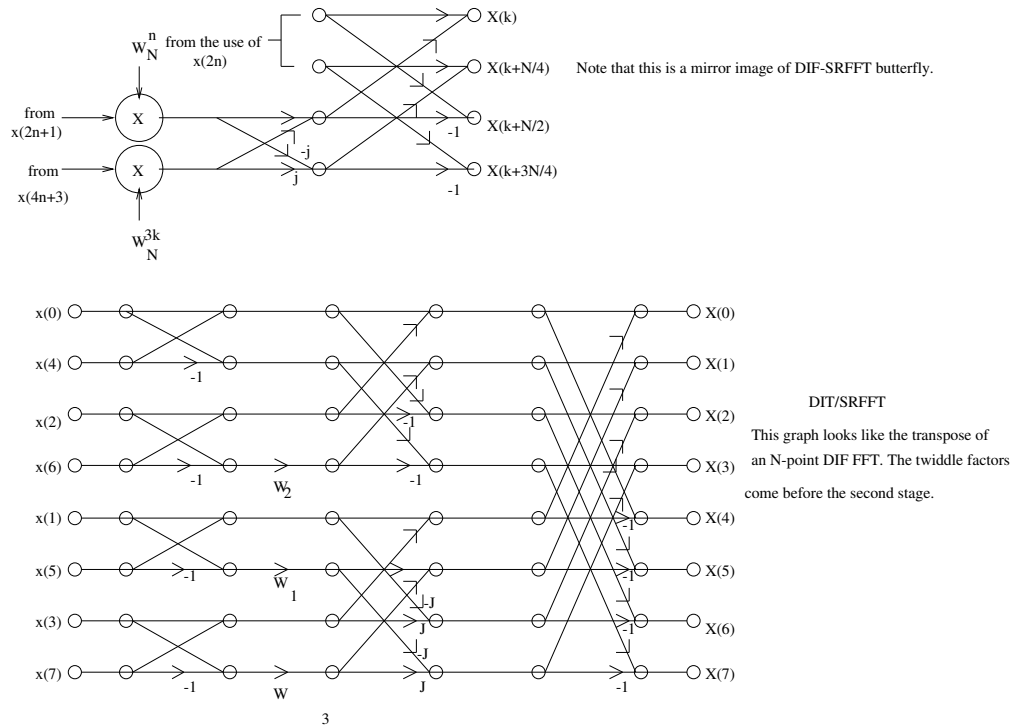 X(k)
W_N^n
from the use of
x(2n)
X(k+N/4)
Note that this is a mirror image of DIF-SRFFT butterfly.
from
x(2n+1)
X
-1
X(k+N/2)
-j
from
x(4n+3)
X
j
-1
X(k+3N/4)
W_N^3k
x(0)
X(0)
x(4)
-1
X(1)
x(2)
-1
X(2)
DIT/SRFFT
This graph looks like the transpose of
an N-point DIF FFT. The twiddle factors
come before the second stage.
x(6)
-1
W_2
-1
X(3)
x(1)
-1
X(4)
x(5)
-1
W_1
-J
-1
X(5)
x(3)
J
-1
X(6)
-J
x(7)
-1
W
J
-1
X(7)
3